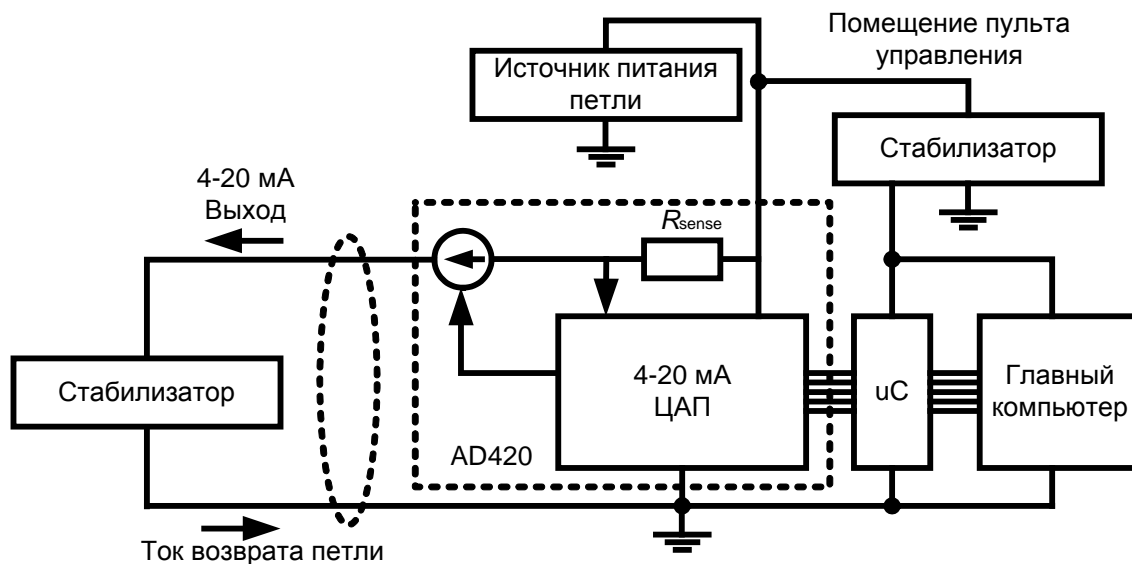 Помещение пульта
управления
Источник питания
петли
Стабилизатор
4-20 мА
Выход
Rsense
Стабилизатор
4-20 мА
ЦАП
uC
Главный
компьютер
AD420
Ток возврата петли